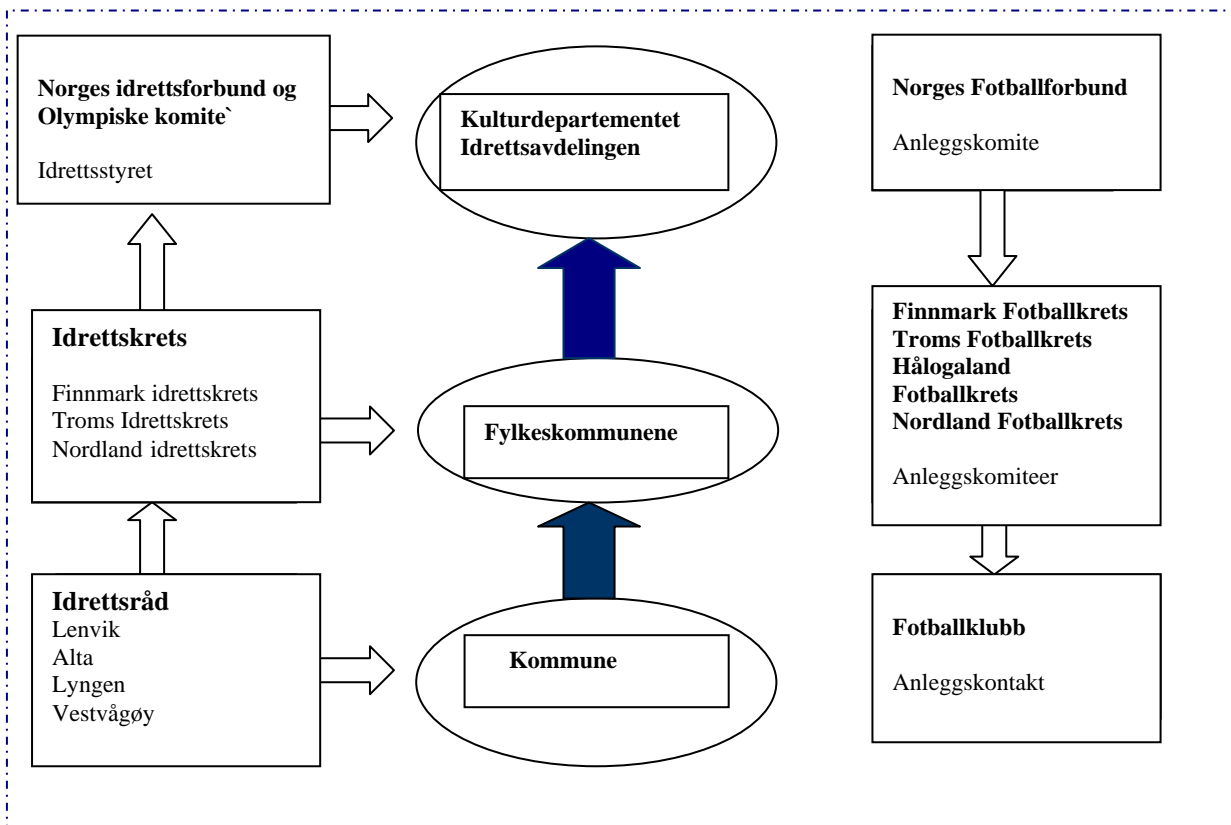 Norges idrettsforbund og
Olympiske komite`
Idrettsstyret
Kulturdepartementet
Idrettsavdelingen
Norges Fotballforbund
Anleggskomite
Idrettskrets
Finnmark idrettskrets
Troms Idrettskrets
Nordland idrettskrets
Fylkeskommunene
Finnmark Fotballkrets
Troms Fotballkrets
Hålogaland
Fotballkrets
Nordland Fotballkrets
Anleggskomiteer
Idrettsråd
Lenvik
Alta
Lyngen
Vestvågøy
Kommune
Fotballklubb
Anleggskontakt